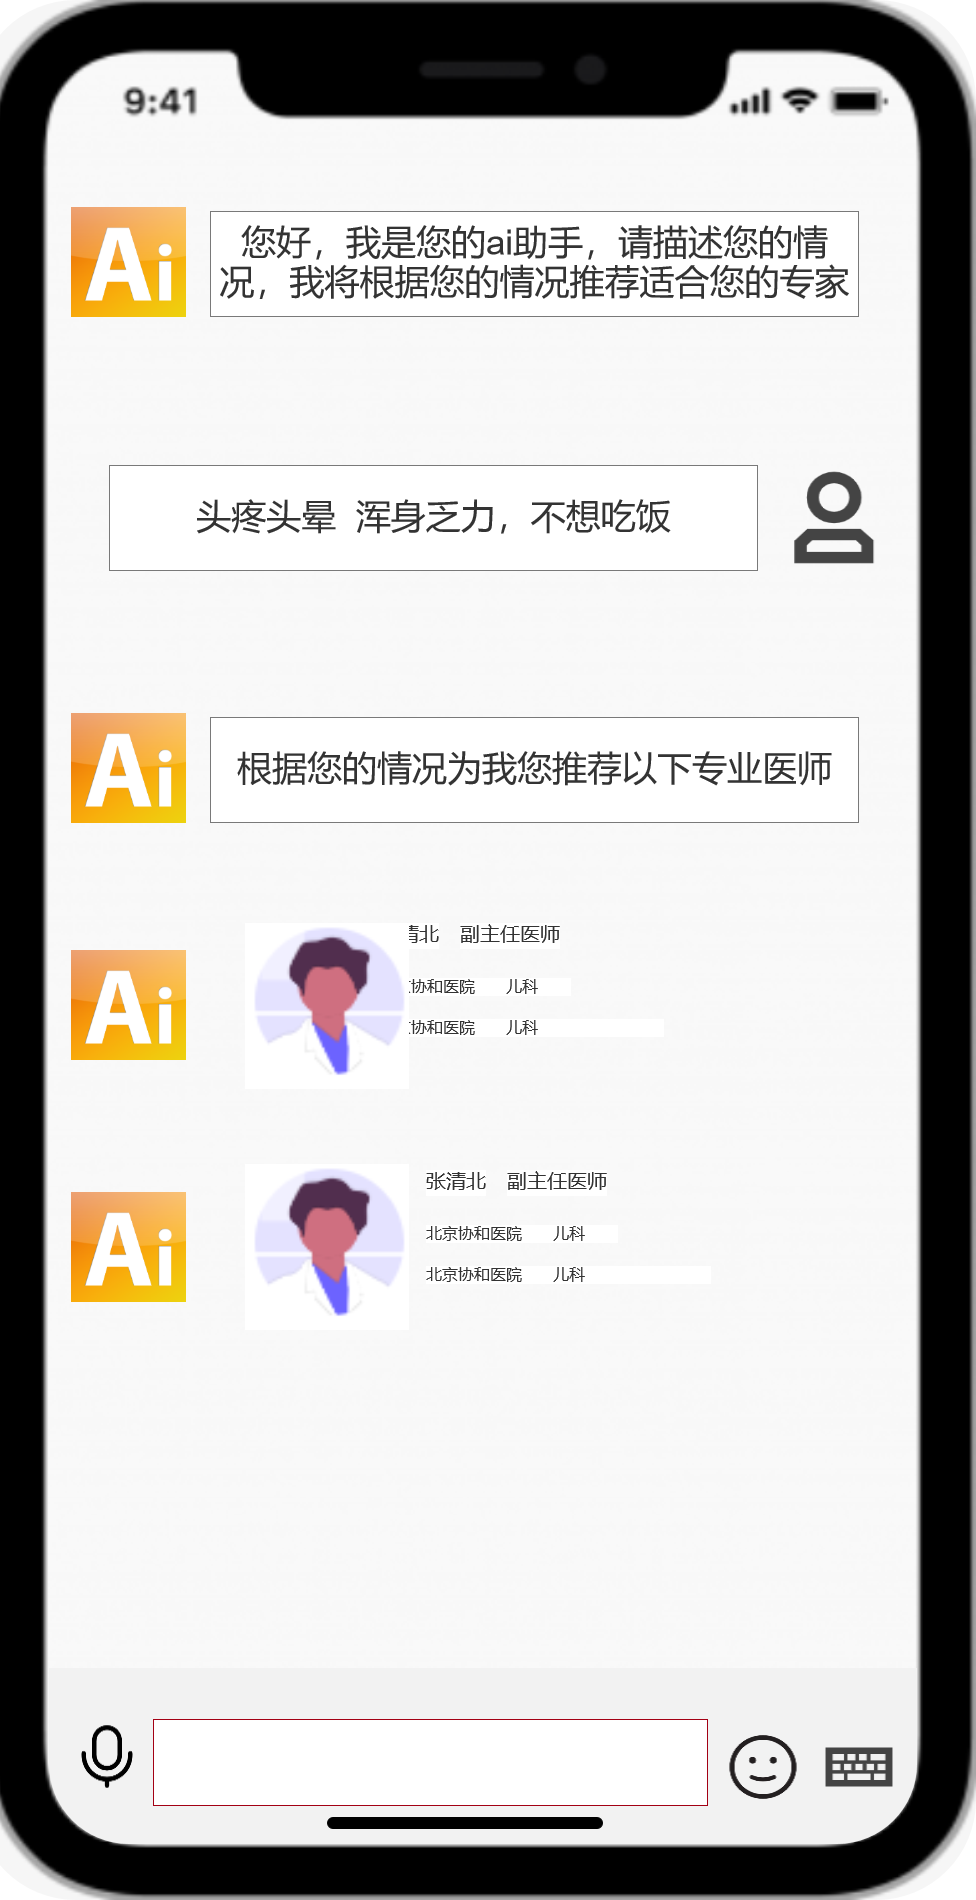 9:41
Ai
您好，我是您的ai助手，请描述您的情
况，我将根据您的情况推荐适合您的专家
头疼头晕 浑身乏力，不想吃饭
Ai
根据您的情况为我您推荐以下专业医师
Ai
清北 副主任医师
协和医院 儿科
协和医院 儿科
Ai
张清北 副主任医师
北京协和医院 儿科
北京协和医院 儿科